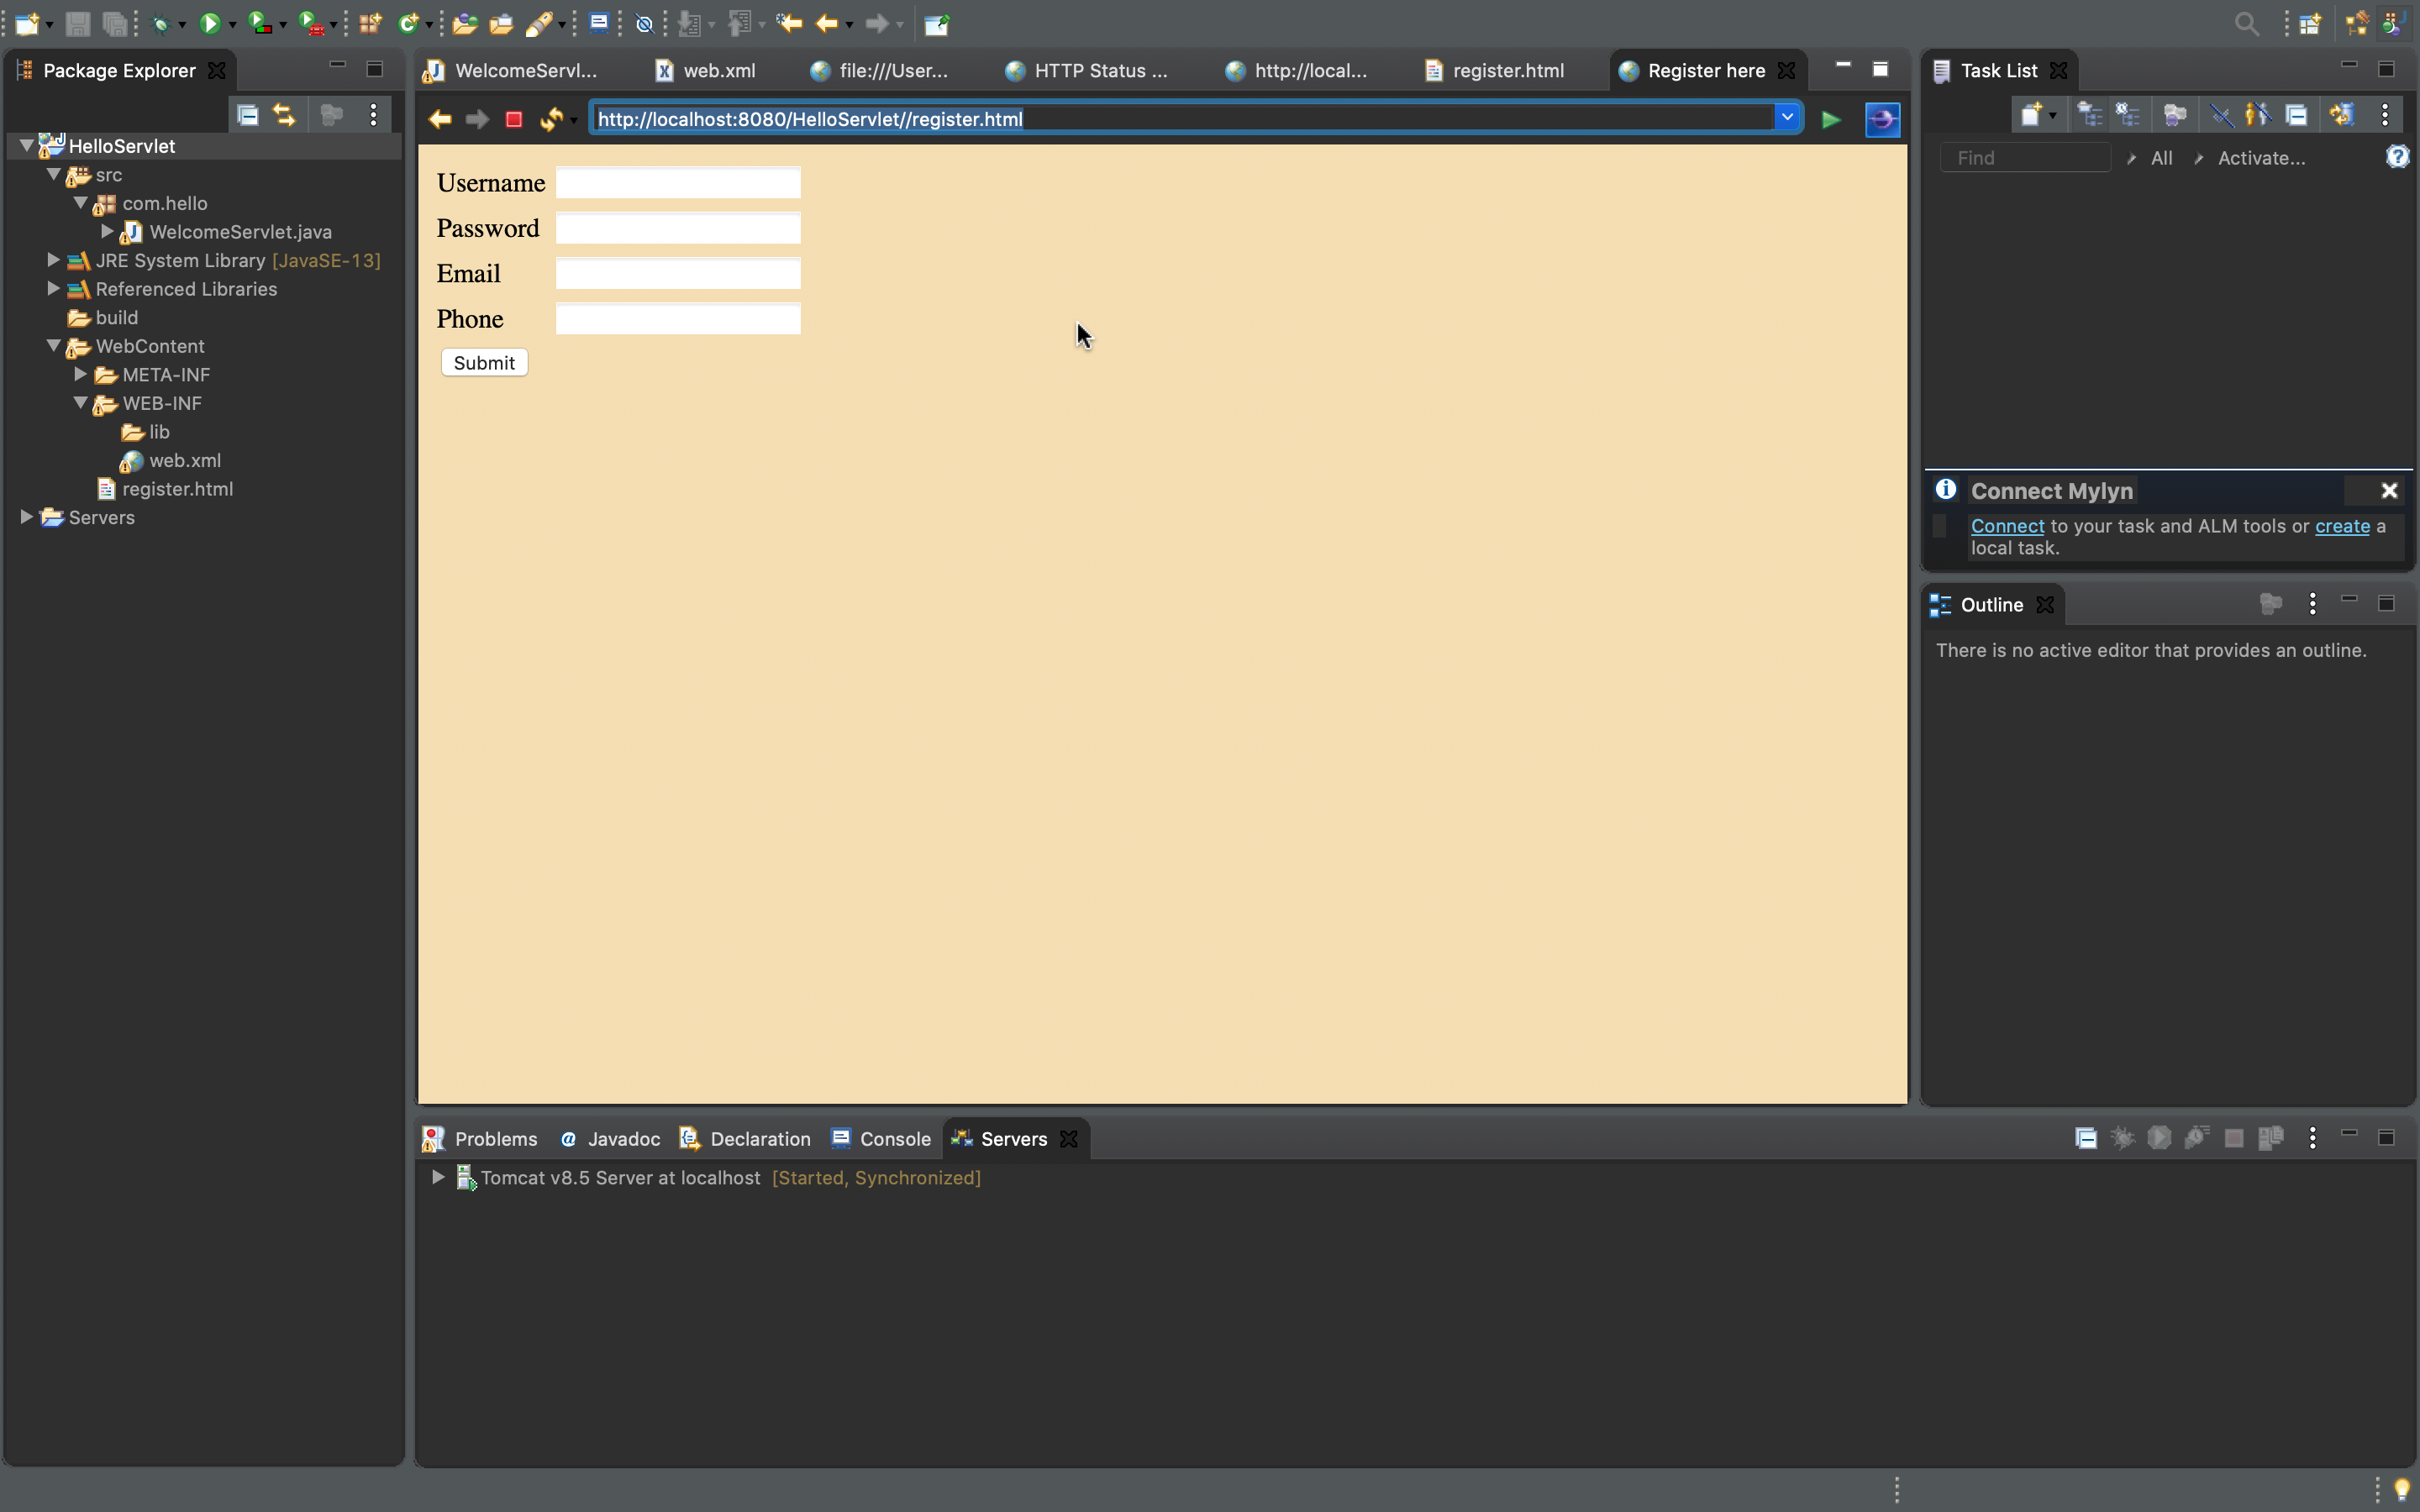 Package Explorer
HelloServlet
src
com.hello
WelcomeServlet.java
JRE System Library [JavaSE-13]
Referenced Libraries
build
WebContent
META-INF
WEB-INF
lib
web.xml
register.html
Servers
WelcomeServl... web.xml file:///User... HTTP Status ... http://local... register.html Register here
http://localhost:8080/HelloServlet//register.html
Username
Password
Email
Phone
Submit
Task List
Find All Activate...
Connect Mylyn
Connect to your task and ALM tools or create a
local task.
Outline
There is no active editor that provides an outline.
Problems @ Javadoc Declaration Console Servers
Tomcat v8.5 Server at localhost [Started, Synchronized]